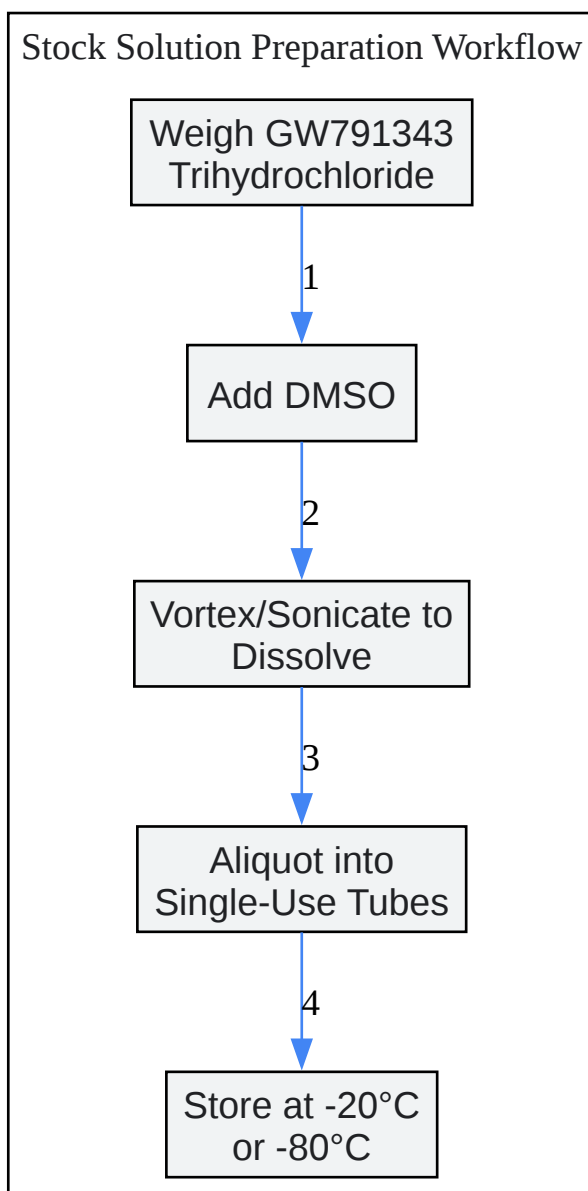 Stock Solution Preparation Workflow
Weigh GW791343
Trihydrochloride
1
Add DMSO
2
Vortex/Sonicate to
Dissolve
3
Aliquot into
Single-Use Tubes
4
Store at -20°C
or -80°C